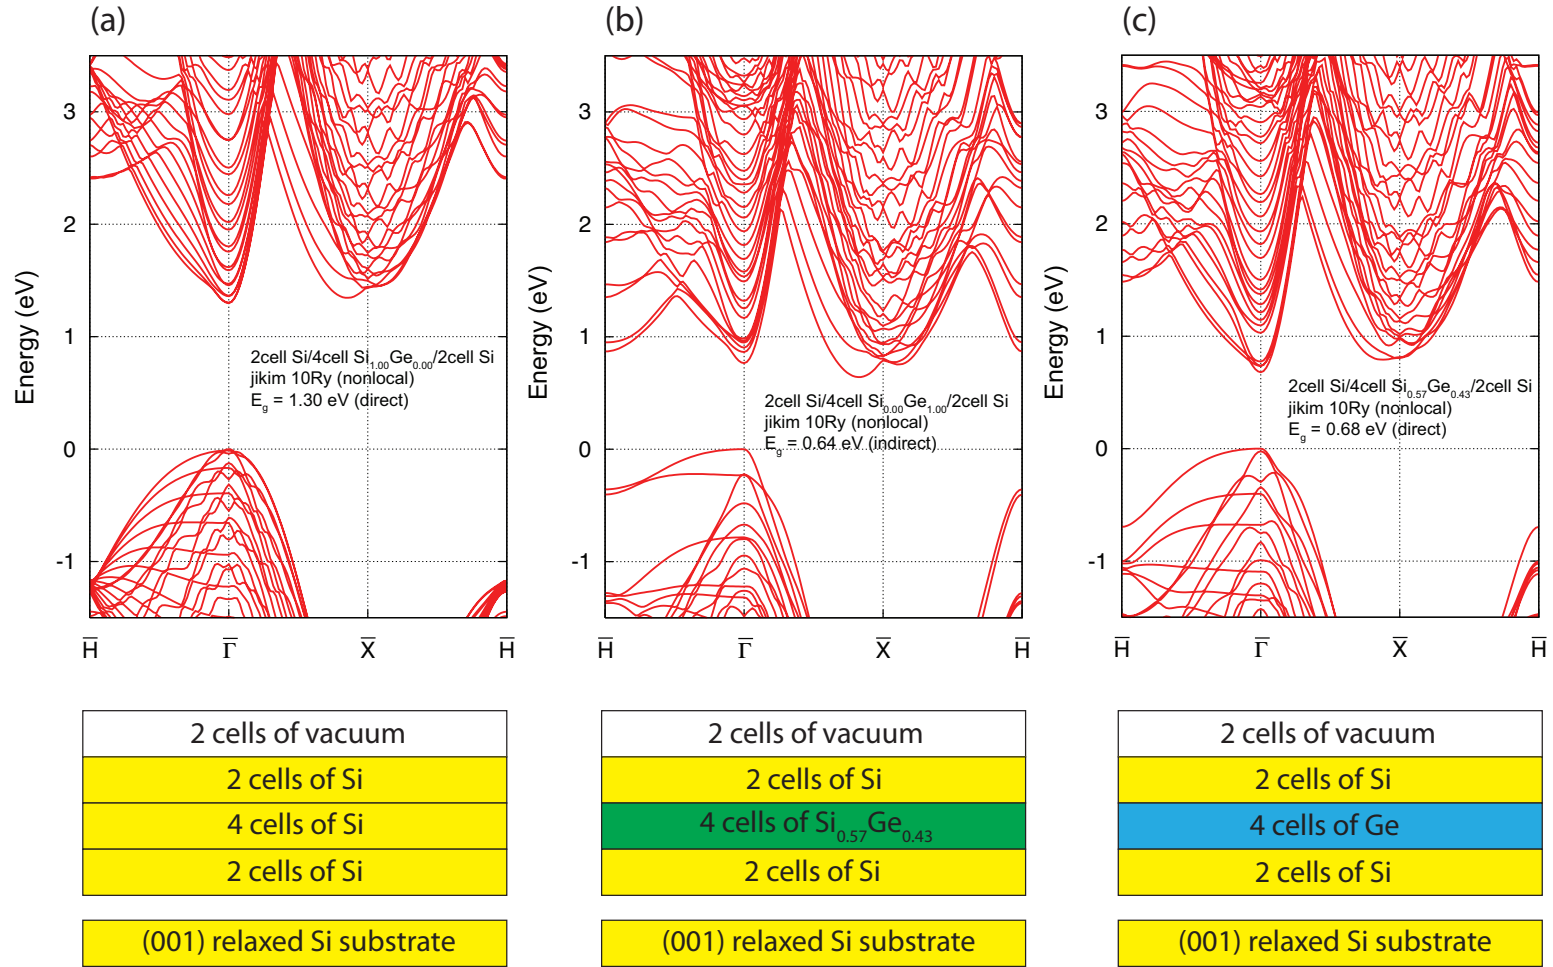 (a)
(b)
(c)
Energy (eV)
3
2
1
0
-1
2cell Si/4cell Si1.00Ge0.00/2cell Si
jikim 10Ry (nonlocal)
Eg = 1.30 eV (direct)
H̅ Γ̅ X̅ H̅
Energy (eV)
3
2
1
0
-1
2cell Si/4cell Si0.00Ge1.00/2cell Si
jikim 10Ry (nonlocal)
Eg = 0.64 eV (indirect)
H̅ Γ̅ X̅ H̅
Energy (eV)
3
2
1
0
-1
2cell Si/4cell Si0.57Ge0.43/2cell Si
jikim 10Ry (nonlocal)
Eg = 0.68 eV (direct)
H̅ Γ̅ X̅ H̅
2 cells of vacuum
2 cells of Si
4 cells of Si
2 cells of Si
(001) relaxed Si substrate
2 cells of vacuum
2 cells of Si
4 cells of Si0.57Ge0.43
2 cells of Si
(001) relaxed Si substrate
2 cells of vacuum
2 cells of Si
4 cells of Ge
2 cells of Si
(001) relaxed Si substrate